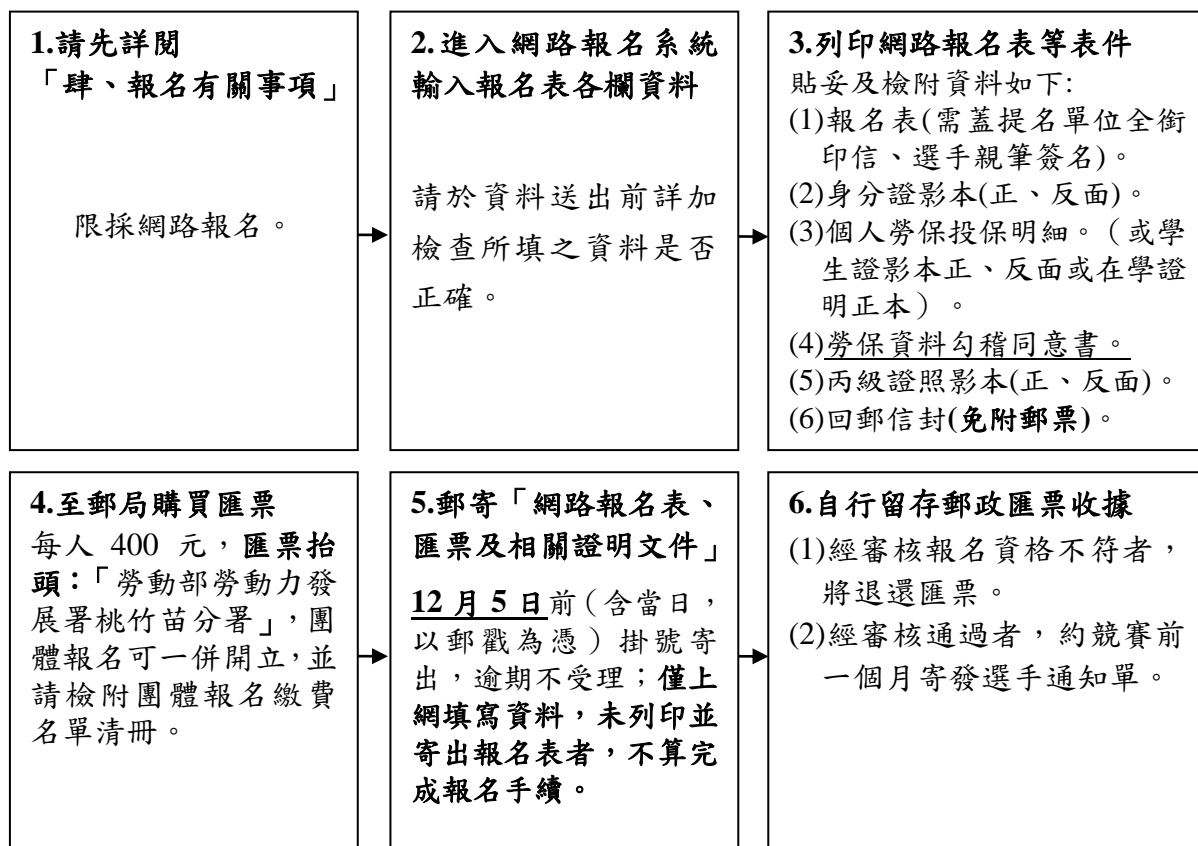 1.請先詳閱
「肆、報名有關事項」
限採網路報名。
2.進入網路報名系統
輸入報名表各欄資料
請於資料送出前詳加
檢查所填之資料是否
正確。
3.列印網路報名表等表件
貼妥及檢附資料如下:
(1)報名表(需蓋提名單位全銜
印信、選手親筆簽名)。
(2)身分證影本(正、反面)。
(3)個人勞保投保明細。（或學
生證影本正、反面或在學證
明正本）。
(4)勞保資料勾稽同意書。
(5)丙級證照影本(正、反面)。
(6)回郵信封(免附郵票)。
4.至郵局購買匯票
每人 400 元，匯票抬
頭：「勞動部勞動力發
展署桃竹苗分署」，團
體報名可一併開立，並
請檢附團體報名繳費
名單清冊。
5.郵寄「網路報名表、
匯票及相關證明文件」
12 月 5 日前（含當日，
以郵戳為憑）掛號寄
出，逾期不受理；僅上
網填寫資料，未列印並
寄出報名表者，不算完
成報名手續。
6.自行留存郵政匯票收據
(1)經審核報名資格不符者，
將退還匯票。
(2)經審核通過者，約競賽前
一個月寄發選手通知單。